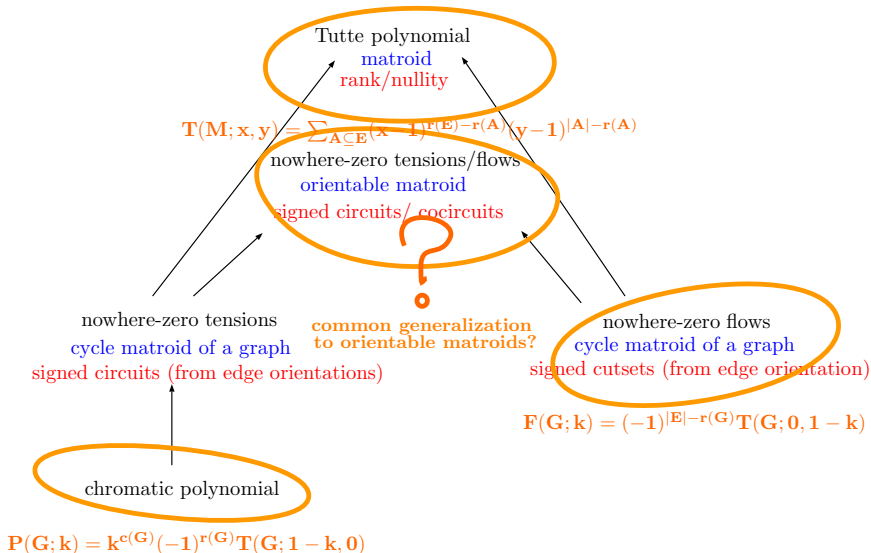 Tutte polynomial
matroid
rank/nullity
T(M; x, y) = ∑_{A⊆E}(x−1)^{r(E)−r(A)}(y−1)^{|A|−r(A)}
nowhere-zero tensions/flows
orientable matroid
signed circuits/ cocircuits
?
common generalization
to orientable matroids?
nowhere-zero tensions
cycle matroid of a graph
signed circuits (from edge orientations)
nowhere-zero flows
cycle matroid of a graph
signed cutsets (from edge orientation)
F(G; k) = (−1)^{|E|−r(G)}T(G; 0, 1 − k)
chromatic polynomial
P(G; k) = k^{c(G)}(−1)^{r(G)}T(G; 1 − k, 0)